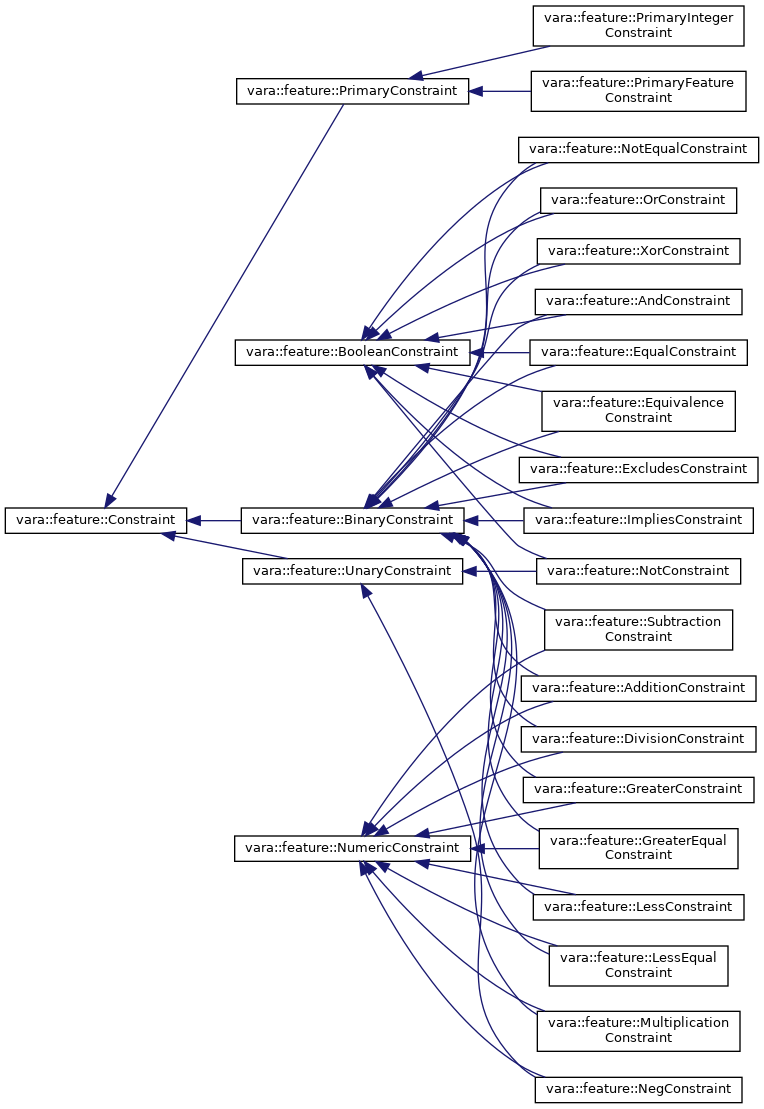 vara::feature::PrimaryInteger
Constraint
vara::feature::PrimaryConstraint
vara::feature::PrimaryFeature
Constraint
vara::feature::NotEqualConstraint
vara::feature::OrConstraint
vara::feature::XorConstraint
vara::feature::AndConstraint
vara::feature::BooleanConstraint
vara::feature::EqualConstraint
vara::feature::Equivalence
Constraint
vara::feature::ExcludesConstraint
vara::feature::Constraint
vara::feature::BinaryConstraint
vara::feature::ImpliesConstraint
vara::feature::UnaryConstraint
vara::feature::NotConstraint
vara::feature::Subtraction
Constraint
vara::feature::AdditionConstraint
vara::feature::DivisionConstraint
vara::feature::GreaterConstraint
vara::feature::NumericConstraint
vara::feature::GreaterEqual
Constraint
vara::feature::LessConstraint
vara::feature::LessEqual
Constraint
vara::feature::Multiplication
Constraint
vara::feature::NegConstraint